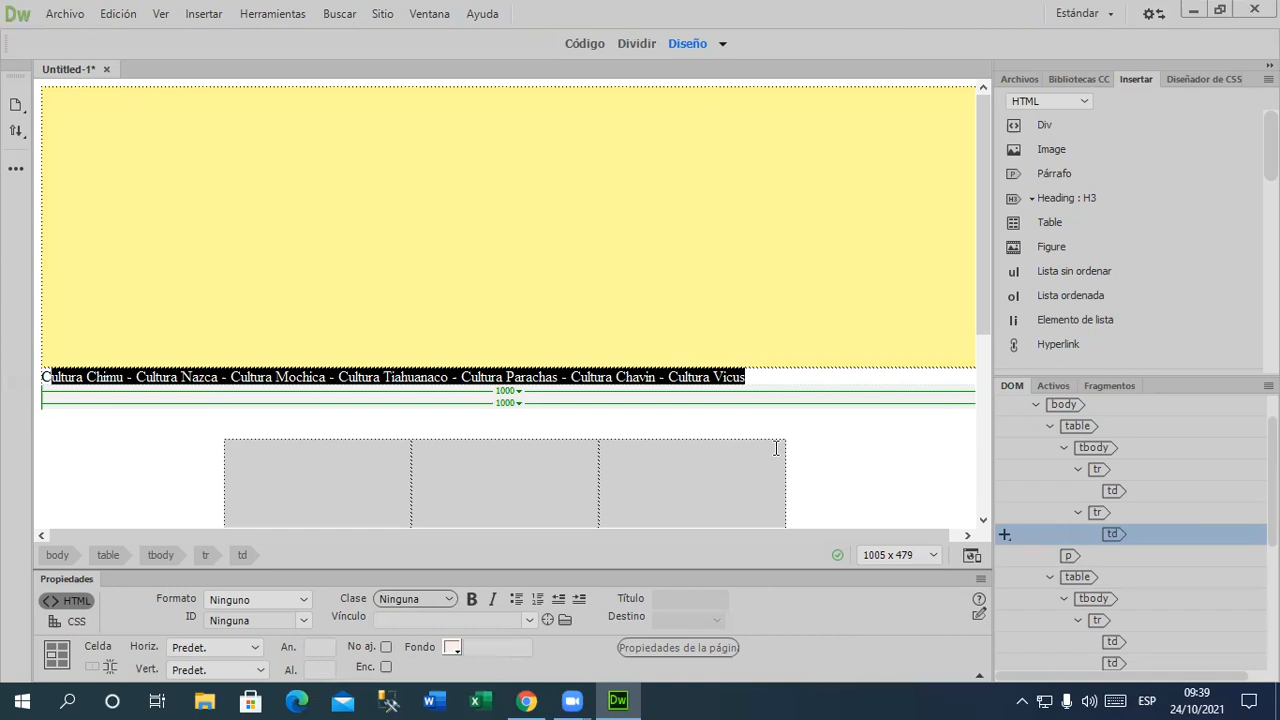 Dw Archivo Edición Ver Insertar Herramientas Buscar Sitio Ventana Ayuda Estándar
Código Dividir Diseño
Untitled-1*
Archivos Bibliotecas CC Insertar Diseñador de CSS
HTML
Div
Image
Párrafo
H3 Heading : H3
Table
Figure
ul Lista sin ordenar
ol Lista ordenada
li Elemento de lista
Hyperlink
Cultura Chimu - Cultura Nazca - Cultura Mochica - Cultura Tiahuanaco - Cultura Parachas - Cultura Chavin - Cultura Vicus
1000
1000
DOM Activos Fragmentos
body
table
tbody
tr
td
tr
td
p
table
tbody
tr
td
td
body table tbody tr td 1005 x 479
Propiedades
HTML Formato Ninguno Clase Ninguna B I Título
CSS ID Ninguna Vínculo Destino
Celda Horiz. Predet. An. No aj. Fondo Propiedades de la págin
Vert. Predet. Al. Enc.
Dw ESP 09:39
24/10/2021